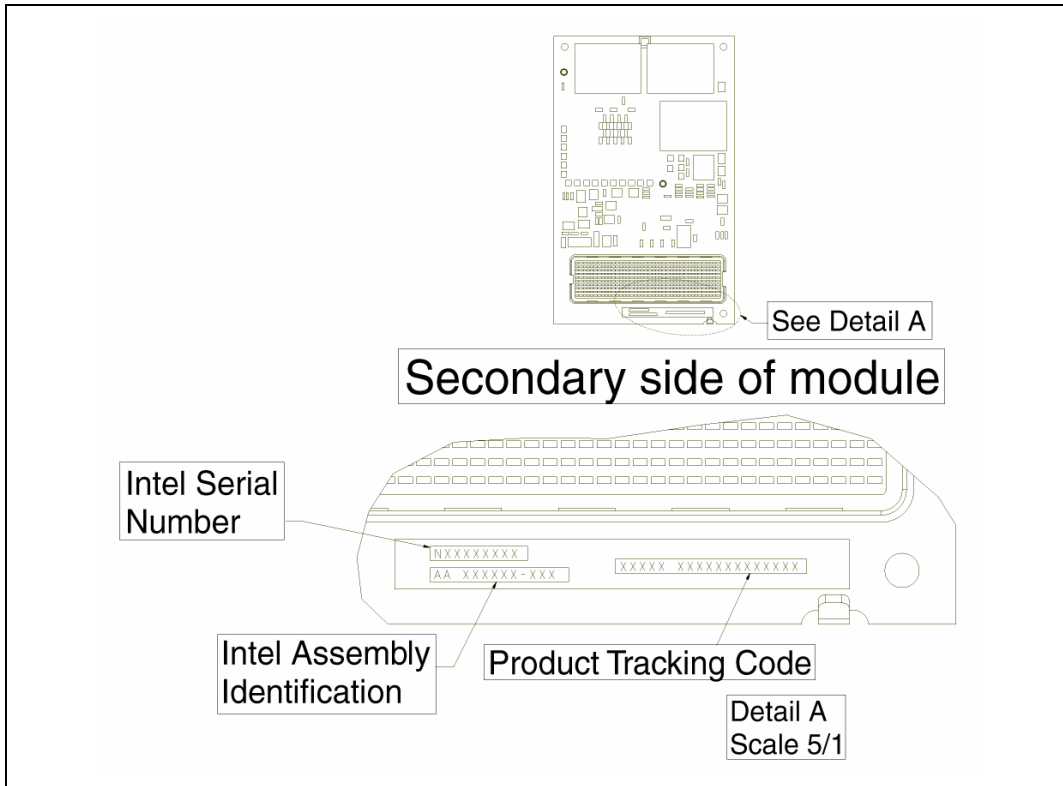 See Detail A
Secondary side of module
Intel Serial
Number
NXXXXXXXX
AA XXXXXX-XXX
XXXXX XXXXXXXXXXXXX
Intel Assembly
Identification
Product Tracking Code
Detail A
Scale 5/1